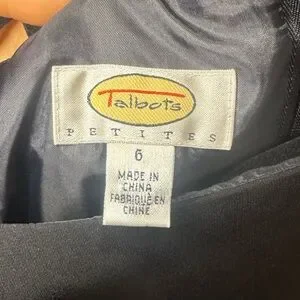 Talbots
PETITES
6
MADE IN
CHINA
FABRIQUÉ EN
CHINE